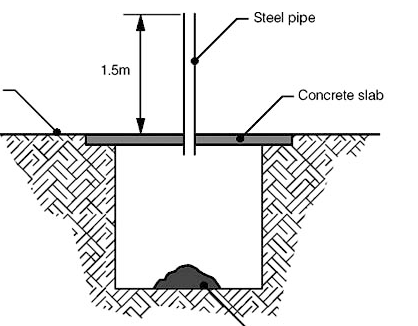 Steel pipe
1.5m
Concrete slab